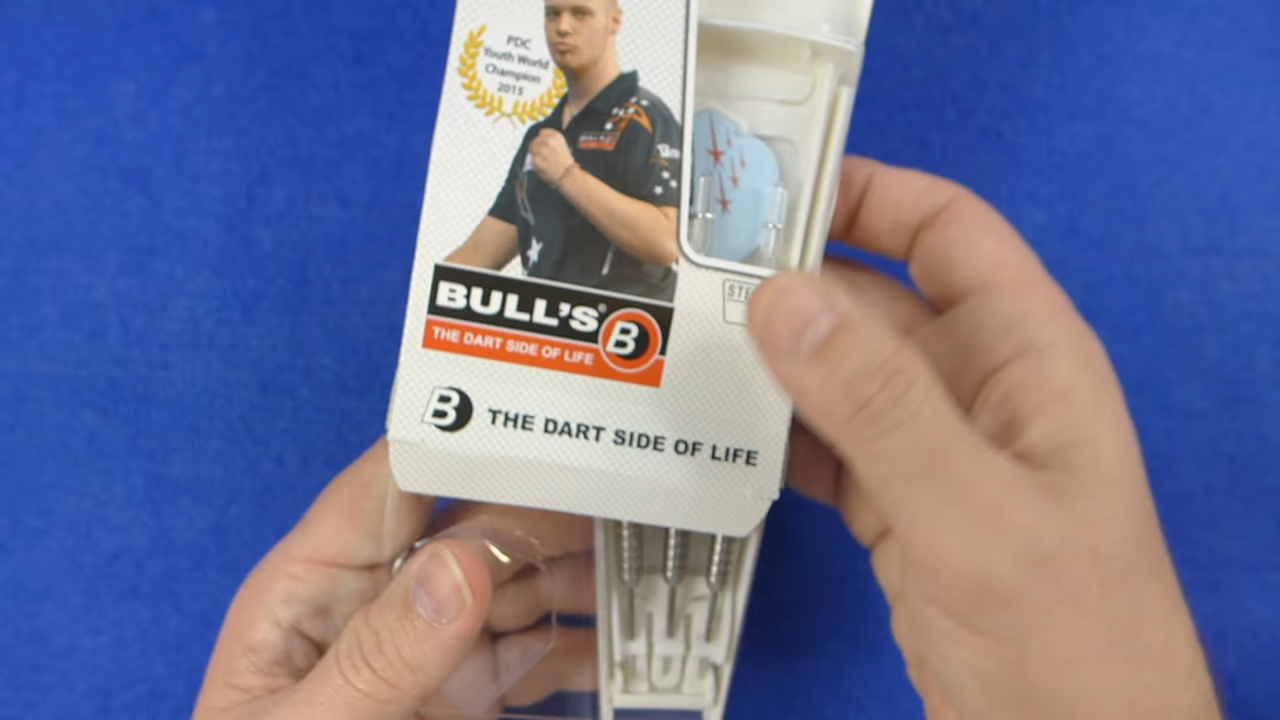 PDC
Youth World
Champion
2015
BULL'S
B
THE DART SIDE OF LIFE
B THE DART SIDE OF LIFE